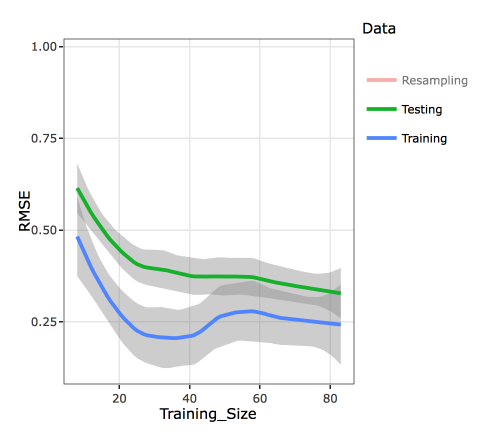 Data
1.00
Resampling
Testing
Training
0.75
0.50
0.25
RMSE
20 40 60 80
Training_Size